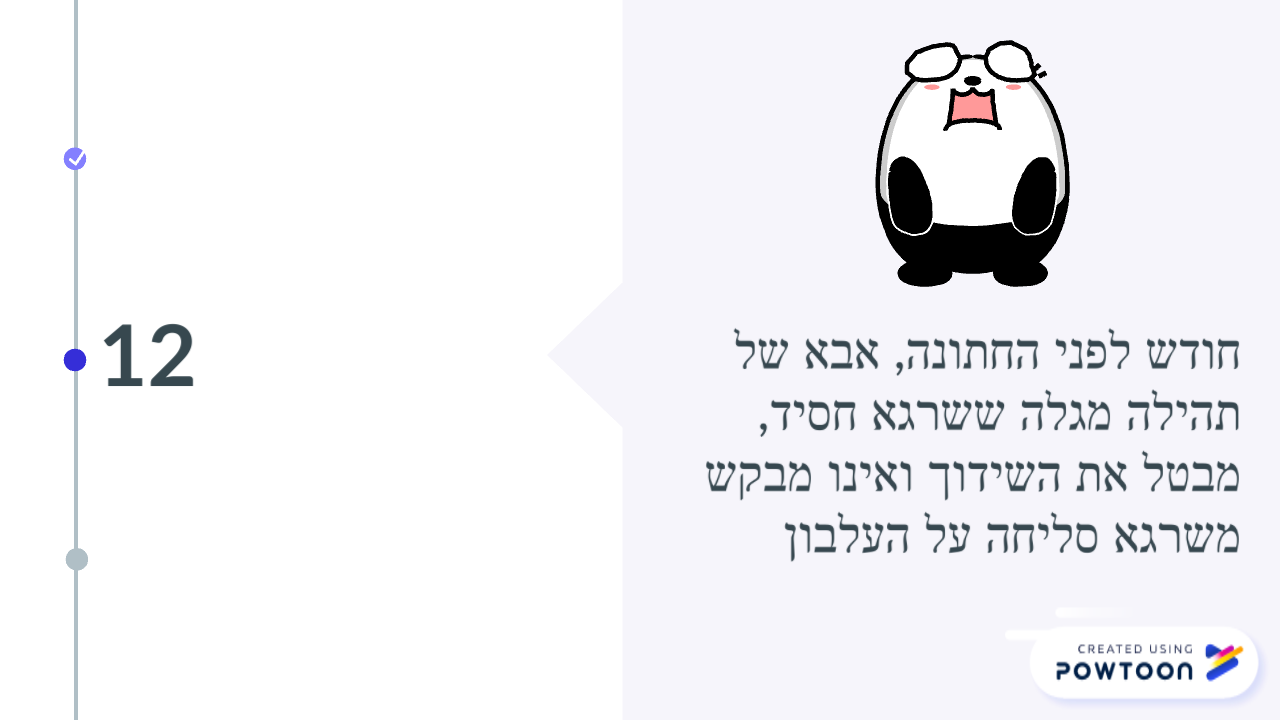 12
חודש לפני החתונה, אבא של
תהילה מגלה ששרגא חסיד,
מבטל את השידוך ואינו מבקש
משרגא סליחה על העלבון
CREATED USING
POWTOON